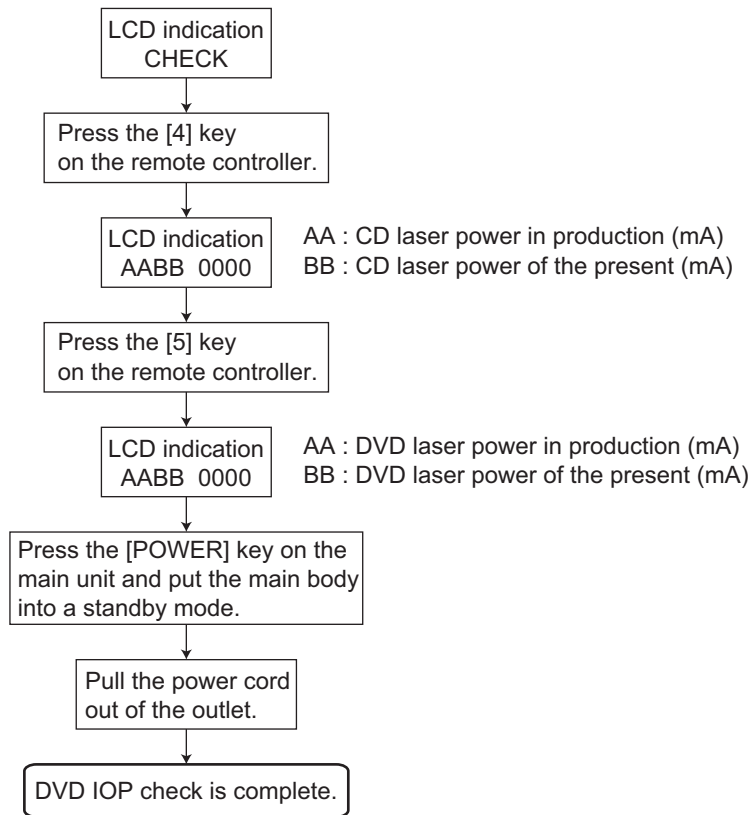 LCD indication
CHECK
Press the [4] key
on the remote controller.
LCD indication
AABB 0000
AA : CD laser power in production (mA)
BB : CD laser power of the present (mA)
Press the [5] key
on the remote controller.
LCD indication
AABB 0000
AA : DVD laser power in production (mA)
BB : DVD laser power of the present (mA)
Press the [POWER] key on the
main unit and put the main body
into a standby mode.
Pull the power cord
out of the outlet.
DVD IOP check is complete.